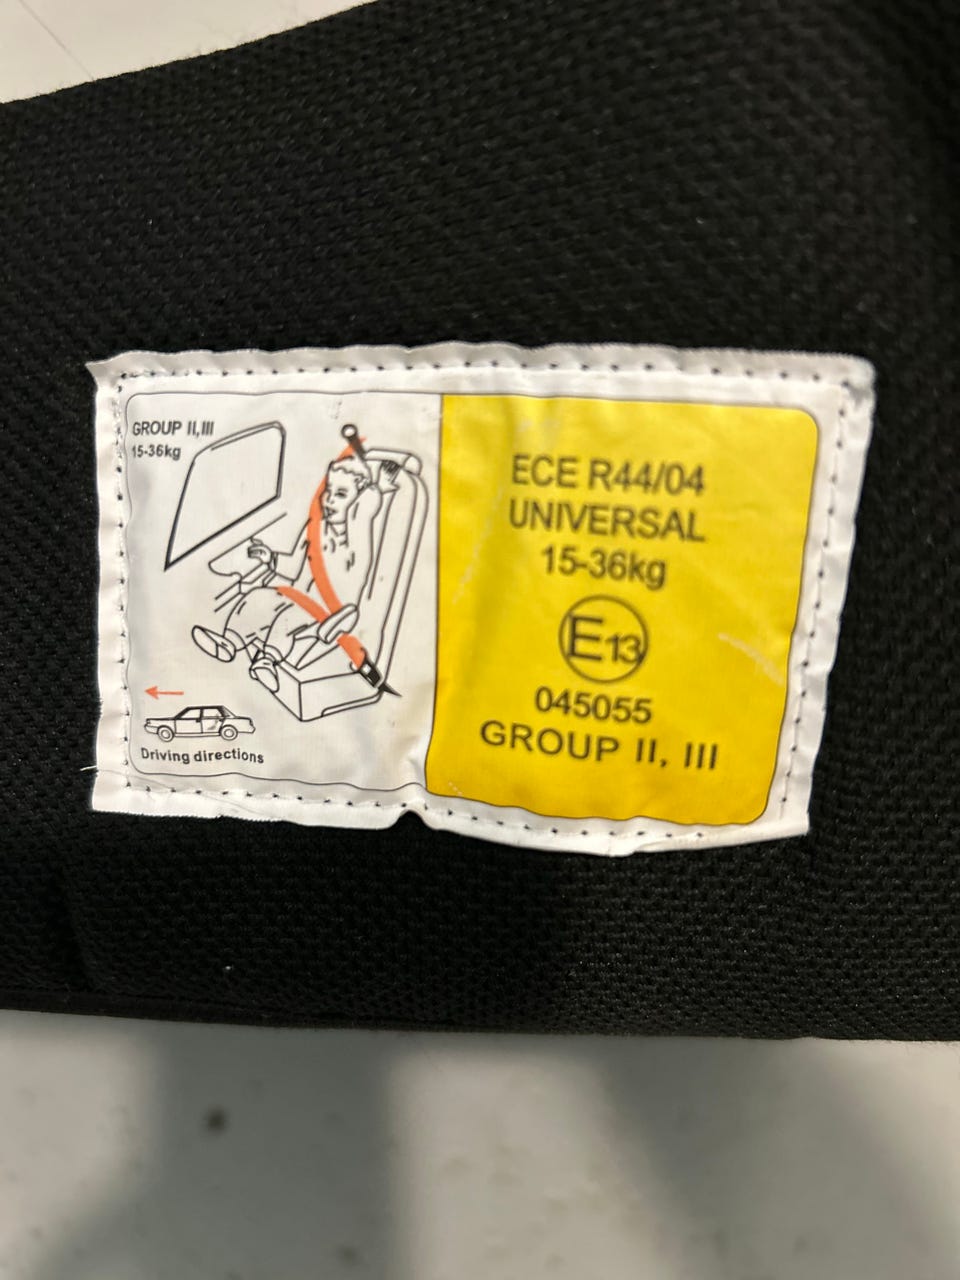 GROUP II,III
15-36kg
Driving directions
ECE R44/04
UNIVERSAL
15-36kg
E13
045055
GROUP II, III